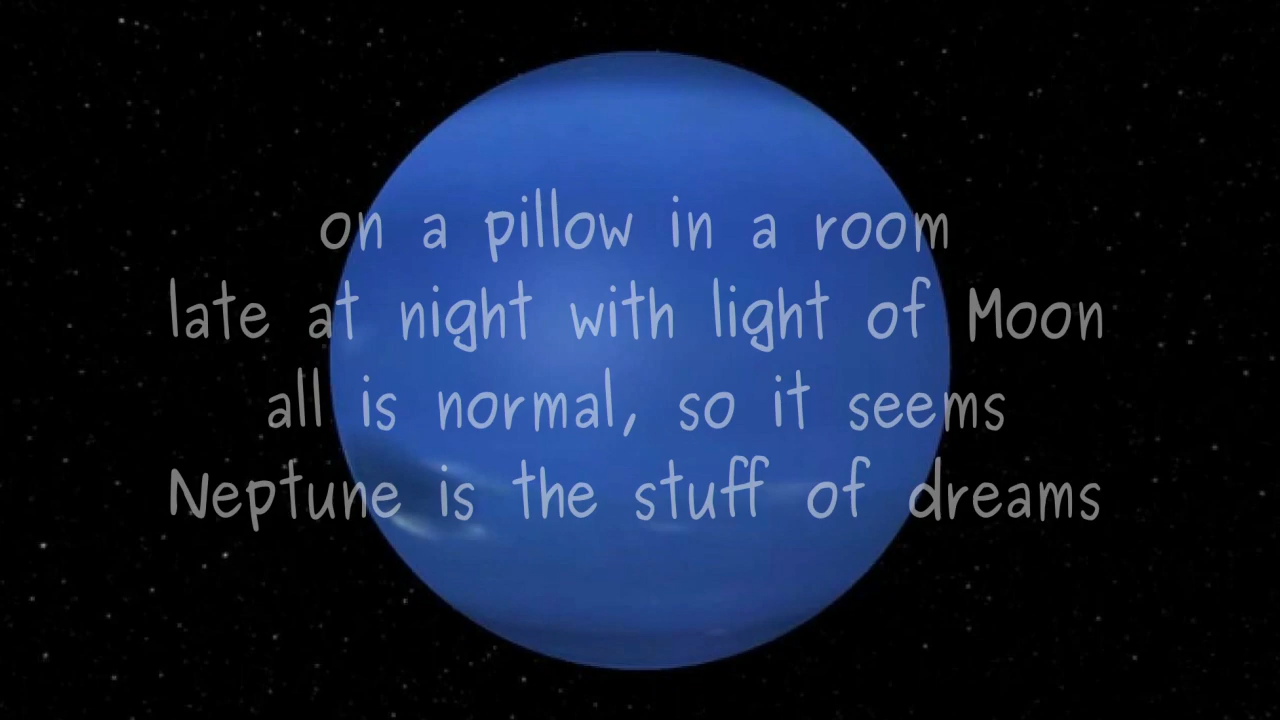 on a pillow in a room
late at night with light of Moon
all is normal, so it seems
Neptune is the stuff of dreams